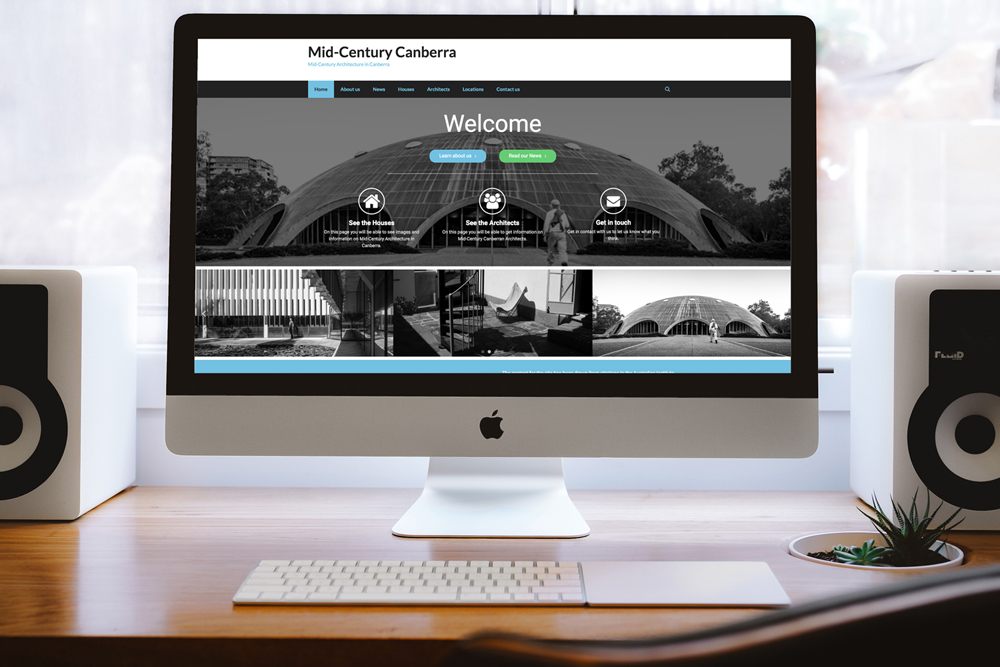 Mid-Century Canberra
Mid-Century Architecture in Canberra
Home About us News Houses Architects Locations Contact us
Welcome
Learn about us
Read our News
See the Houses
On this page you will be able to see images and
information on Mid-Century Architecture in
Canberra.
See the Architects
On this page you will be able to get information on
Mid-Century Canberran Architects.
Get in touch
Get in contact with us to let us know what you
think.
FLUID